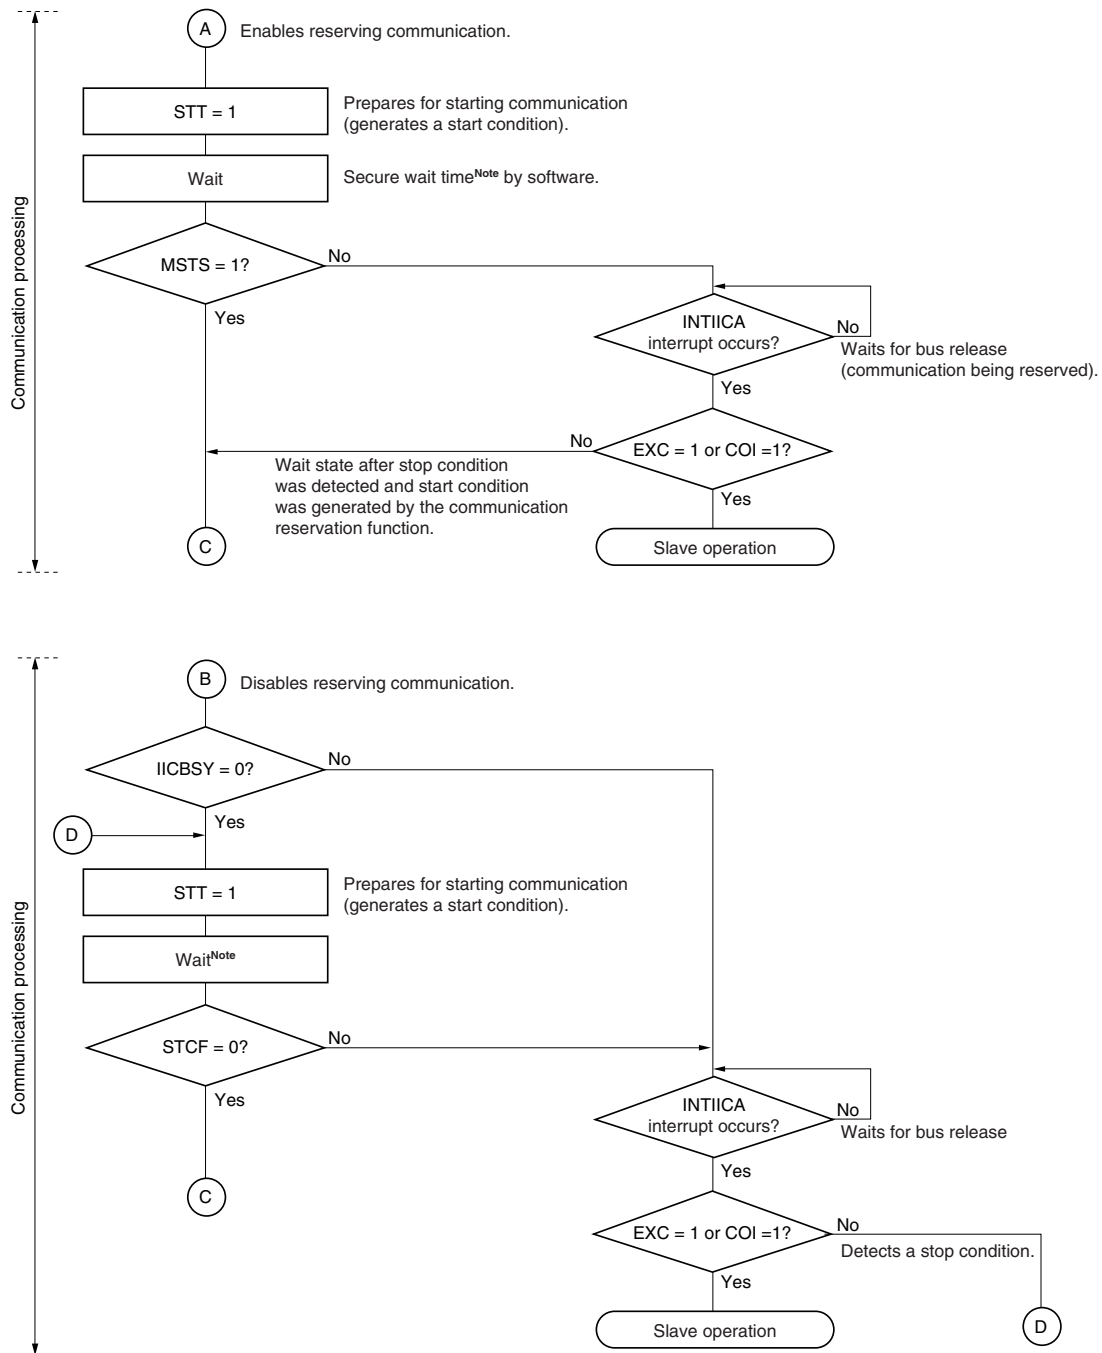 A
Enables reserving communication.
STT = 1
Prepares for starting communication
(generates a start condition).
Wait
Secure wait timeNote by software.
MSTS = 1?
No
Yes
INTIICA
interrupt occurs?
No
Waits for bus release
(communication being reserved).
Yes
EXC = 1 or COI =1?
No
Wait state after stop condition
was detected and start condition
was generated by the communication
reservation function.
Yes
C
Slave operation
Communication processing
B
Disables reserving communication.
IICBSY = 0?
No
Yes
D
STT = 1
Prepares for starting communication
(generates a start condition).
WaitNote
STCF = 0?
No
Yes
INTIICA
interrupt occurs?
No
Waits for bus release
Yes
C
EXC = 1 or COI =1?
No
Detects a stop condition.
Yes
Slave operation
D
Communication processing